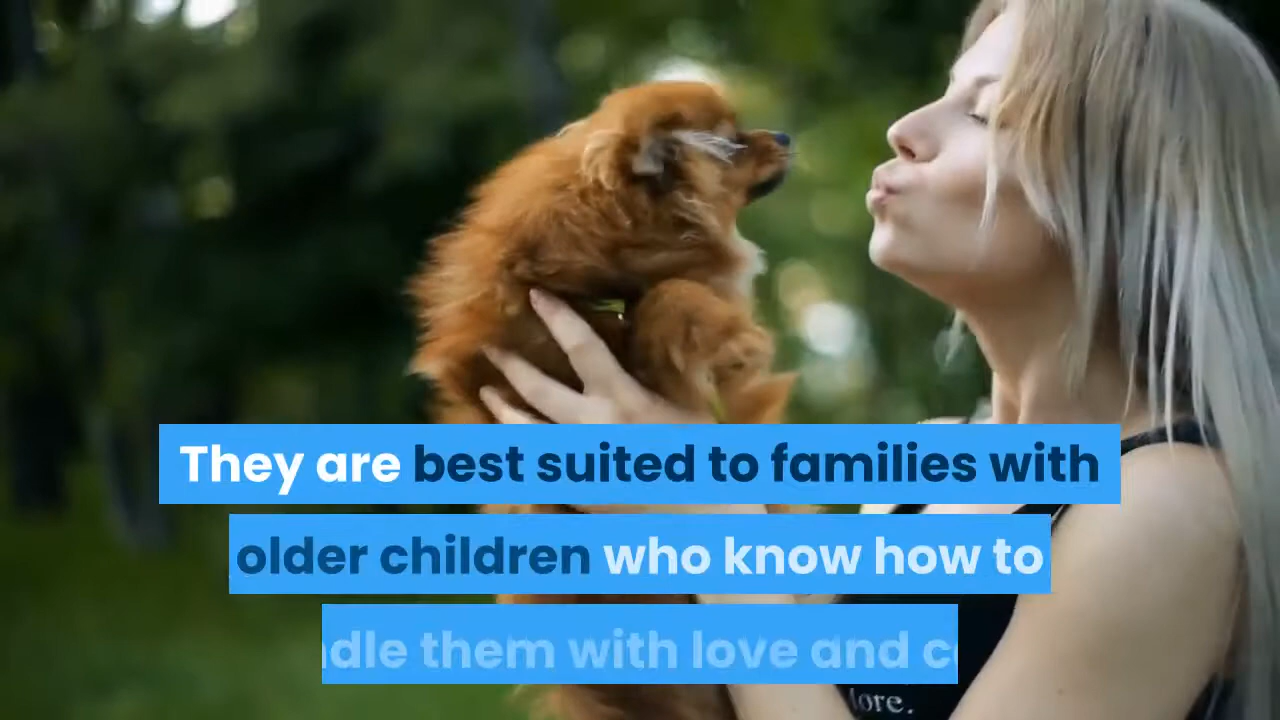 They are best suited to families with
older children who know how to
them with love and